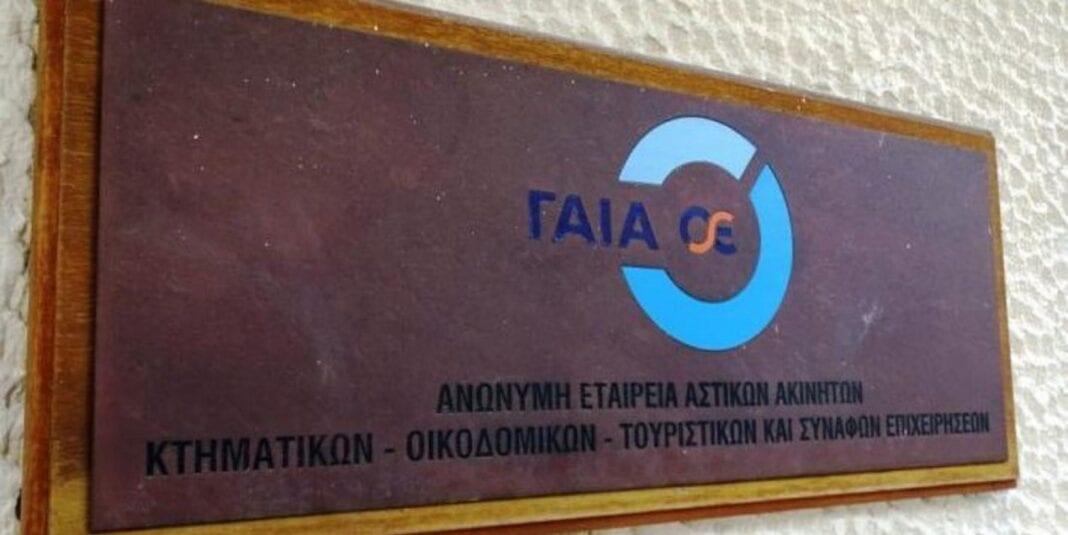 ΓΑΙΑ ΟΣΕ
ΑΝΩΝΥΜΗ ΕΤΑΙΡΕΙΑ ΑΣΤΙΚΩΝ ΑΚΙΝΗΤΩΝ
ΚΤΗΜΑΤΙΚΩΝ - ΟΙΚΟΔΟΜΙΚΩΝ - ΤΟΥΡΙΣΤΙΚΩΝ ΚΑΙ ΣΥΝΑΦΩΝ ΕΠΙΧΕΙΡΗΣΕΩΝ